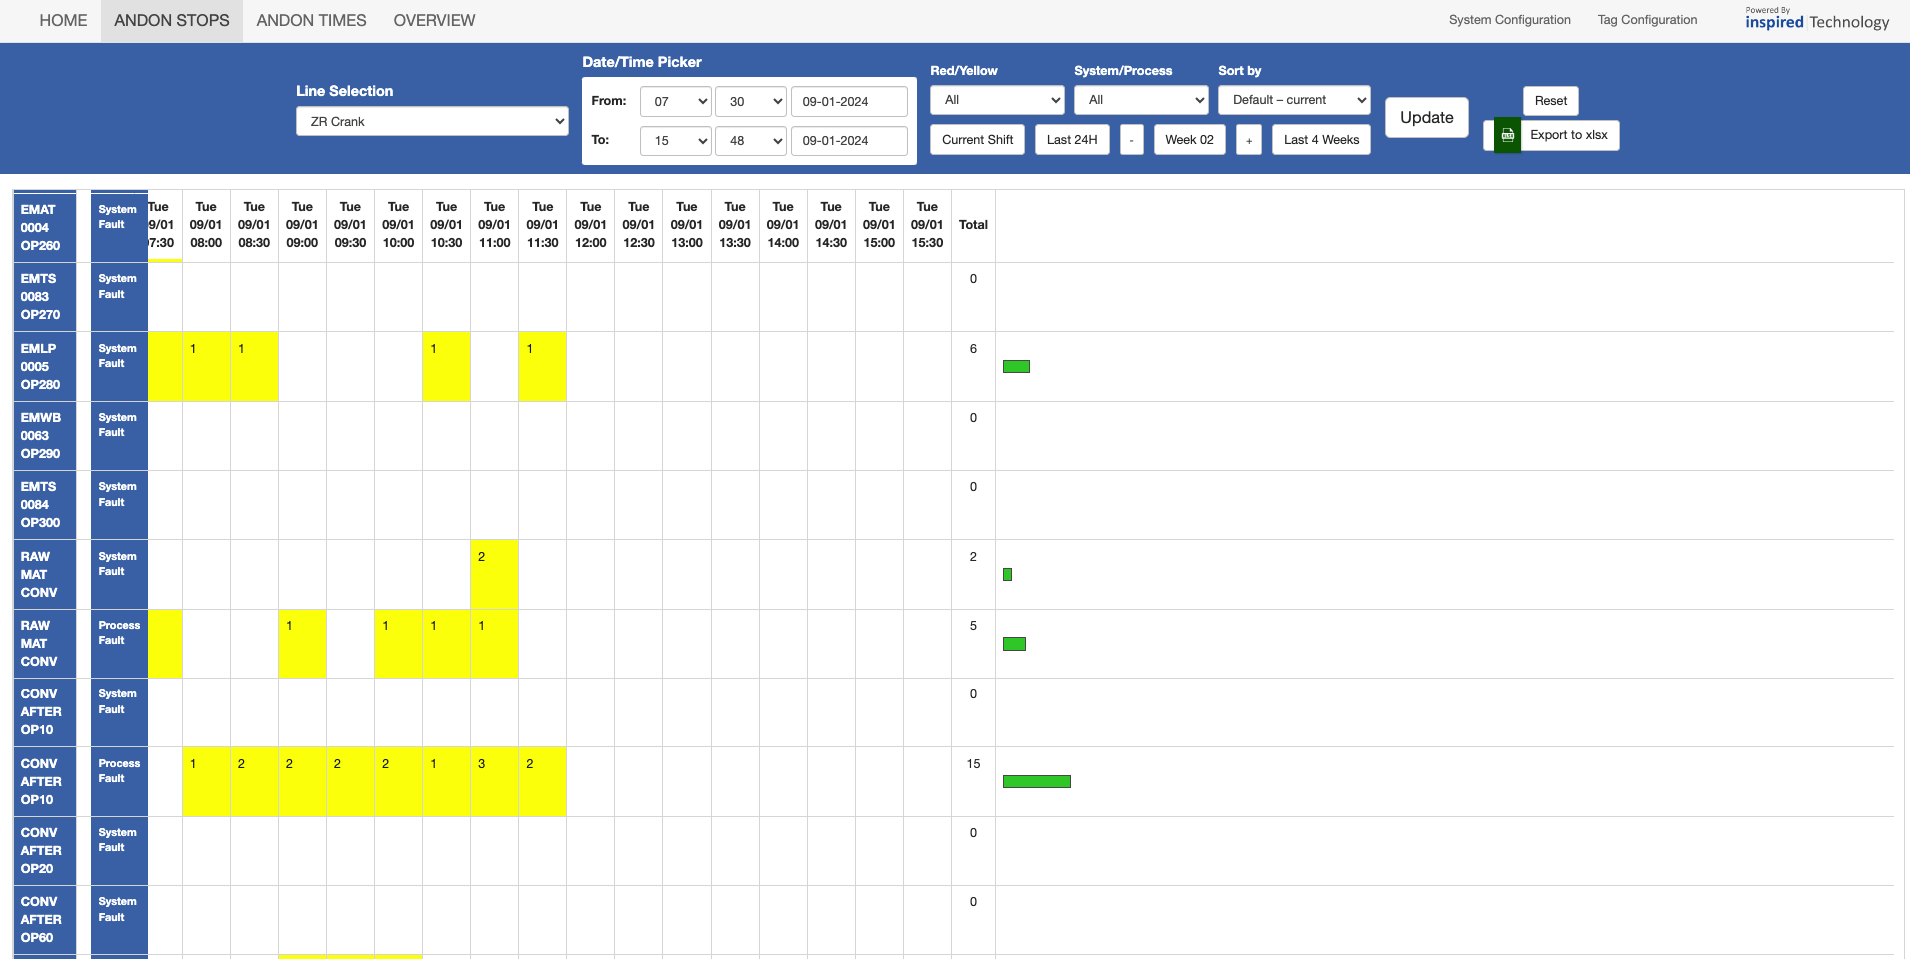 HOME ANDON STOPS ANDON TIMES OVERVIEW System Configuration Tag Configuration
Powered By
inspired Technology
Line Selection
ZR Crank
Date/Time Picker
From: 07 30 09-01-2024
To: 15 48 09-01-2024
Red/Yellow System/Process Sort by
All All Default – current
Current Shift Last 24H - Week 02 + Last 4 Weeks
Update
Reset
Export to xlsx
Tue Tue Tue Tue Tue Tue Tue Tue Tue Tue Tue Tue Tue Tue Tue Tue Tue
9/01 09/01 09/01 09/01 09/01 09/01 09/01 09/01 09/01 09/01 09/01 09/01 09/01 09/01 09/01 09/01 09/01 Total
7:30 08:00 08:30 09:00 09:30 10:00 10:30 11:00 11:30 12:00 12:30 13:00 13:30 14:00 14:30 15:00 15:30
EMAT System
0004 Fault
OP260
EMTS System 0
0083 Fault
OP270
EMLP System 1 1 1 1 6
0005 Fault
OP280
EMWB System 0
0063 Fault
OP290
EMTS System 0
0084 Fault
OP300
RAW System 2 2
MAT Fault
CONV
RAW Process 1 1 1 1 5
MAT Fault
CONV
CONV System 0
AFTER Fault
OP10
CONV Process 1 2 2 2 2 1 3 2 15
AFTER Fault
OP10
CONV System 0
AFTER Fault
OP20
CONV System 0
AFTER Fault
OP60